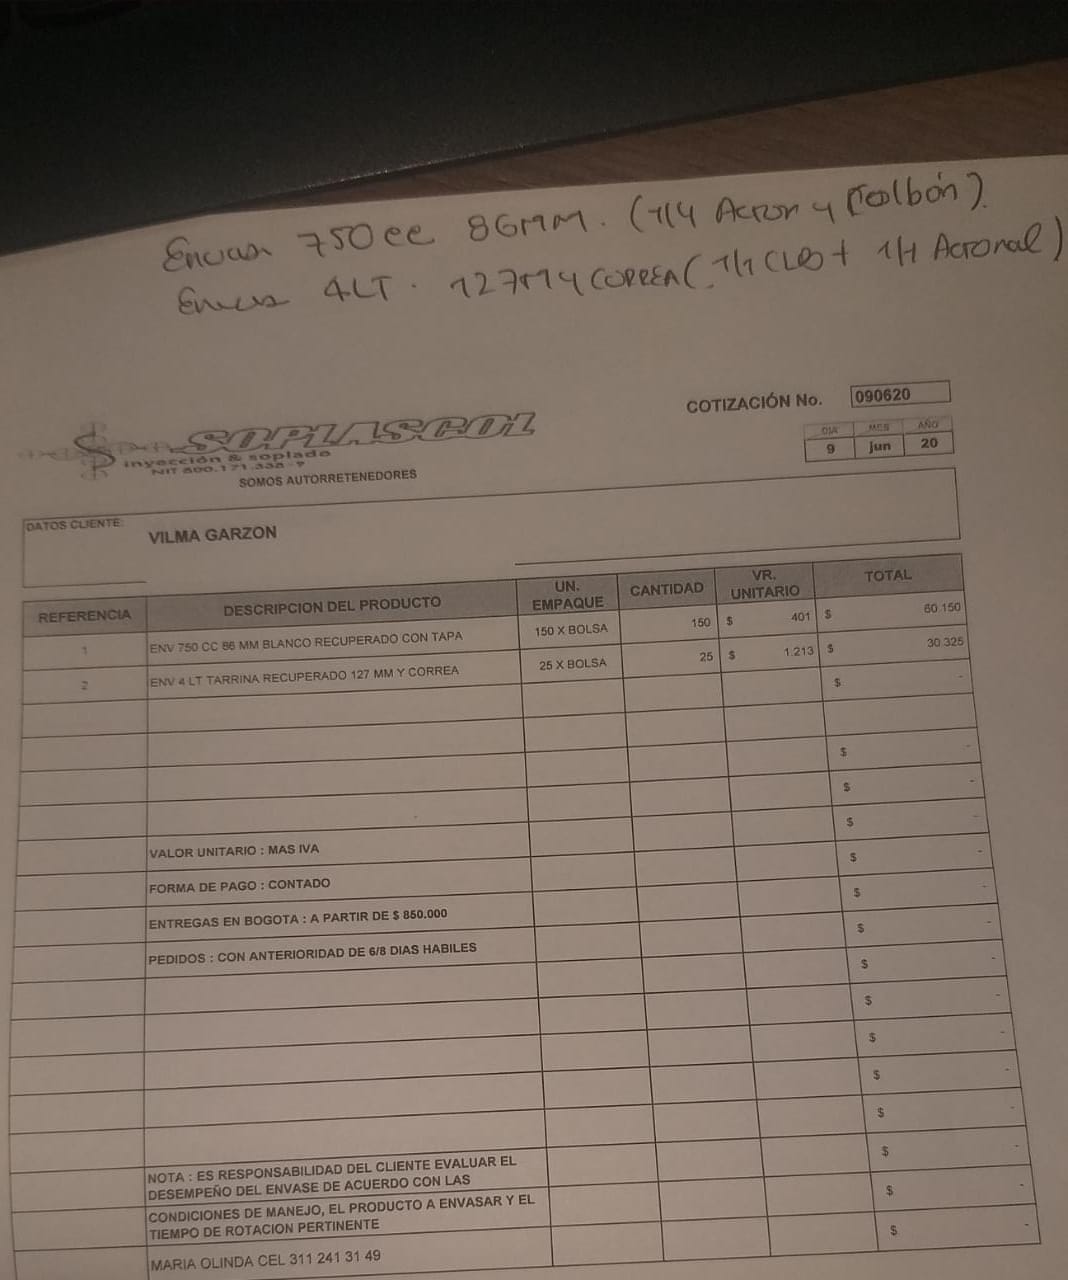 Envase 750cc 86MM. (1/4 Acron y Colbón).
Envase 4LT. 127M Y CORREA ( 1/1 CLB + 1/1 Acronal)
COTIZACIÓN No. 090620
DIA MES AÑO
9 jun 20
SOPLASCOL
inyección & soplado
NIT 800.171.338-9
SOMOS AUTORRETENEDORES
DATOS CLIENTE:
VILMA GARZON
REFERENCIA DESCRIPCION DEL PRODUCTO UN. EMPAQUE CANTIDAD VR. UNITARIO TOTAL
1 ENV 750 CC 86 MM BLANCO RECUPERADO CON TAPA 150 X BOLSA 150 $ 401 $ 60.150
2 ENV 4 LT TARRINA RECUPERADO 127 MM Y CORREA 25 X BOLSA 25 $ 1.213 $ 30.325
$ -
$ -
$ -
$ -
VALOR UNITARIO : MAS IVA $ -
FORMA DE PAGO : CONTADO $ -
ENTREGAS EN BOGOTA : A PARTIR DE $ 850.000 $ -
PEDIDOS : CON ANTERIORIDAD DE 6/8 DIAS HABILES $ -
$ -
$ -
$ -
$ -
$ -
NOTA : ES RESPONSABILIDAD DEL CLIENTE EVALUAR EL
DESEMPEÑO DEL ENVASE DE ACUERDO CON LAS $ -
CONDICIONES DE MANEJO, EL PRODUCTO A ENVASAR Y EL
TIEMPO DE ROTACION PERTINENTE $ -
MARIA OLINDA CEL 311 241 31 49